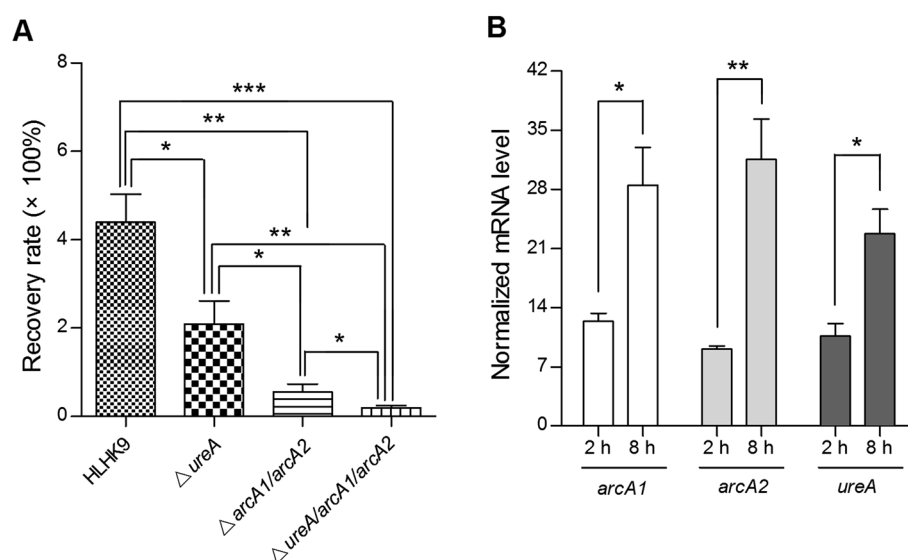 A
Recovery rate (× 100%)
8
6
4
2
0
***
**
*
**
*
*
HLHK9
△ureA
△arcA1/arcA2
△ureA/arcA1/arcA2
B
Normalized mRNA level
42
35
28
21
14
7
0
*
**
*
2 h 8 h 2 h 8 h 2 h 8 h
arcA1 arcA2 ureA